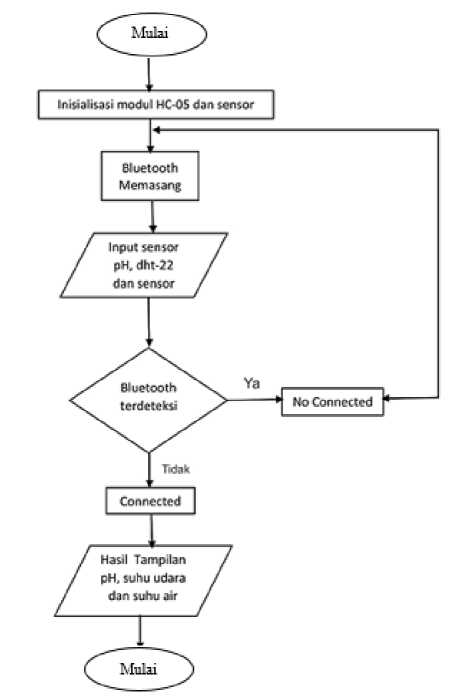 Mulai
Inisialisasi modul HC-05 dan sensor
Bluetooth
Memasang
Input sensor
pH, dht-22
dan sensor
Bluetooth
terdeteksi
Ya
No Connected
Tidak
Connected
Hasil Tampilan
pH, suhu udara
dan suhu air
Mulai